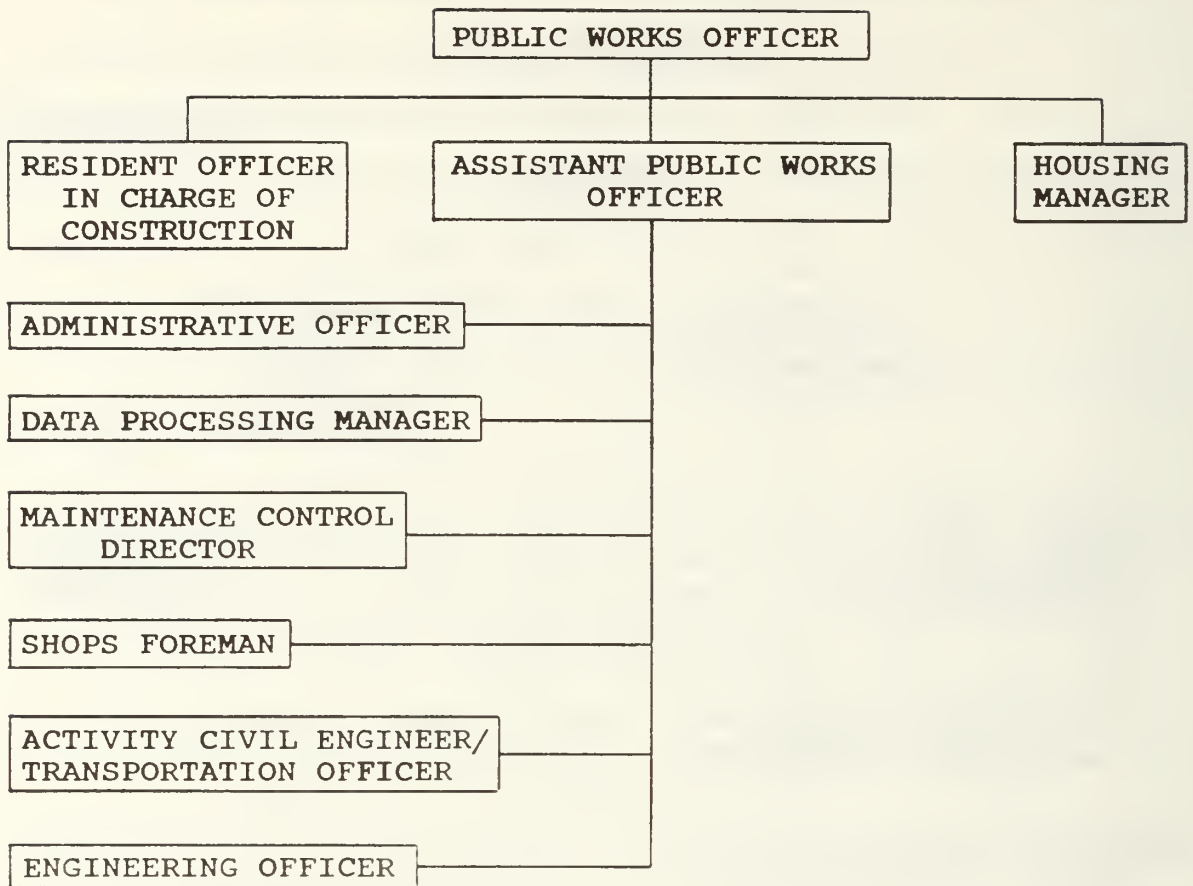 PUBLIC WORKS OFFICER
RESIDENT OFFICER
IN CHARGE OF
CONSTRUCTION
ASSISTANT PUBLIC WORKS
OFFICER
HOUSING
MANAGER
ADMINISTRATIVE OFFICER
DATA PROCESSING MANAGER
MAINTENANCE CONTROL
DIRECTOR
SHOPS FOREMAN
ACTIVITY CIVIL ENGINEER/
TRANSPORTATION OFFICER
ENGINEERING OFFICER